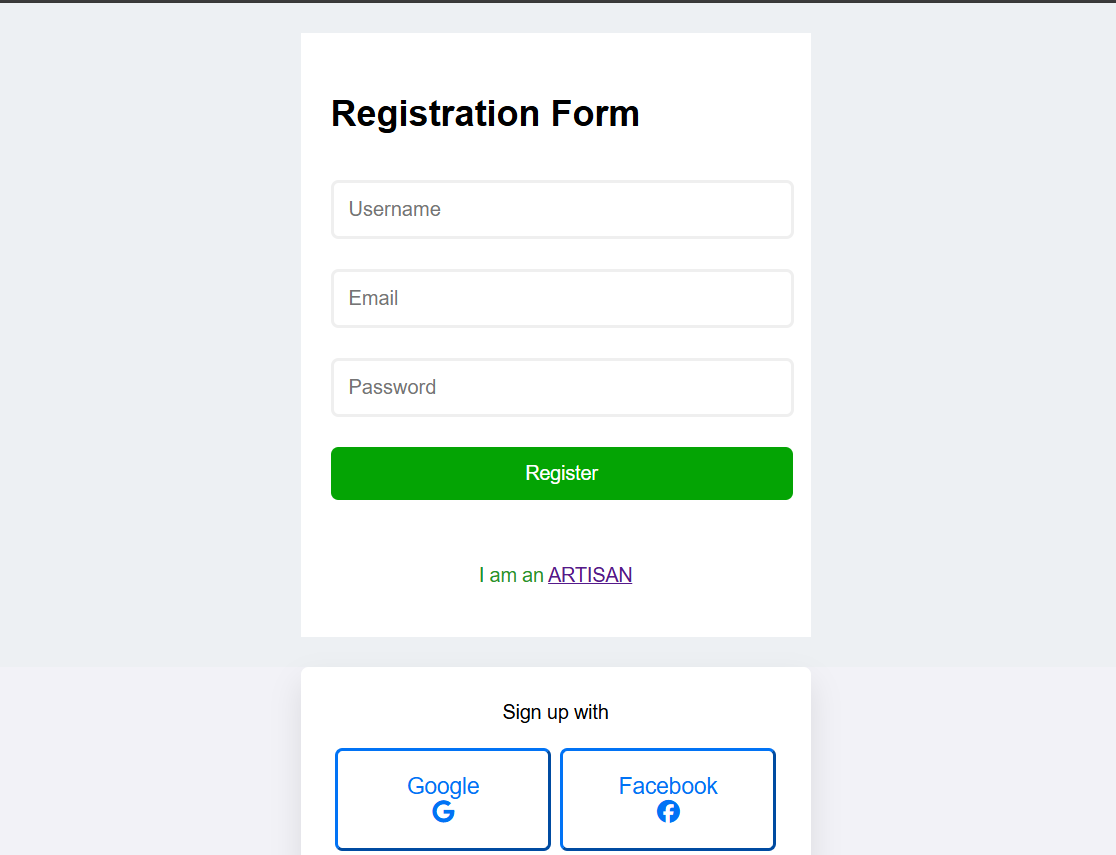 Registration Form
Username
Email
Password
Register
I am an ARTISAN
Sign up with
Google
Facebook